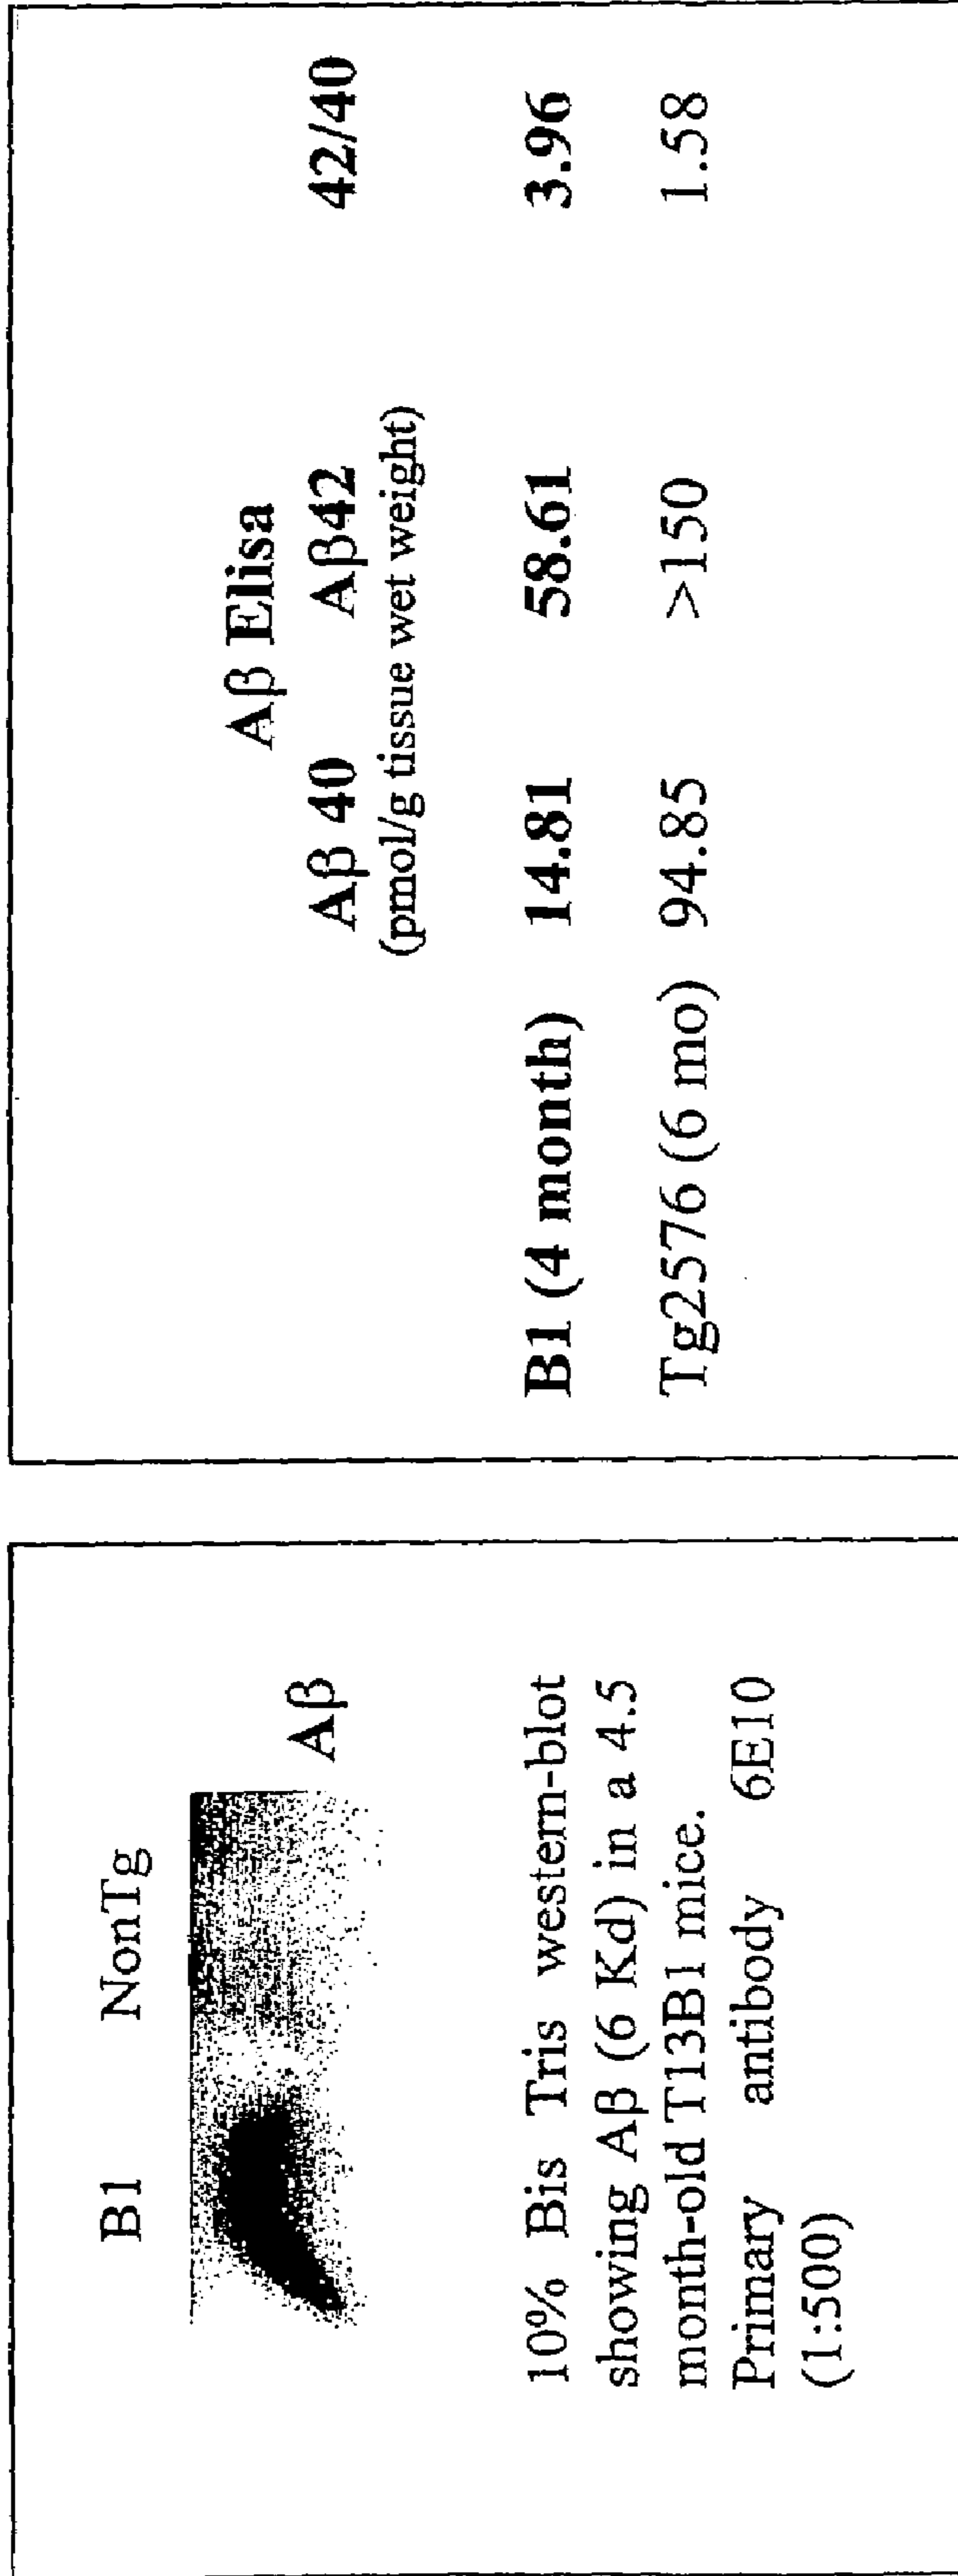 B1 NonTg
Aβ
10% Bis Tris western-blot
showing Aβ (6 Kd) in a 4.5
month-old T13B1 mice.
Primary antibody 6E10
(1:500)
Aβ Elisa
Aβ 40 Aβ42 42/40
(pmol/g tissue wet weight)
B1 (4 month) 14.81 58.61 3.96
Tg2576 (6 mo) 94.85 >150 1.58